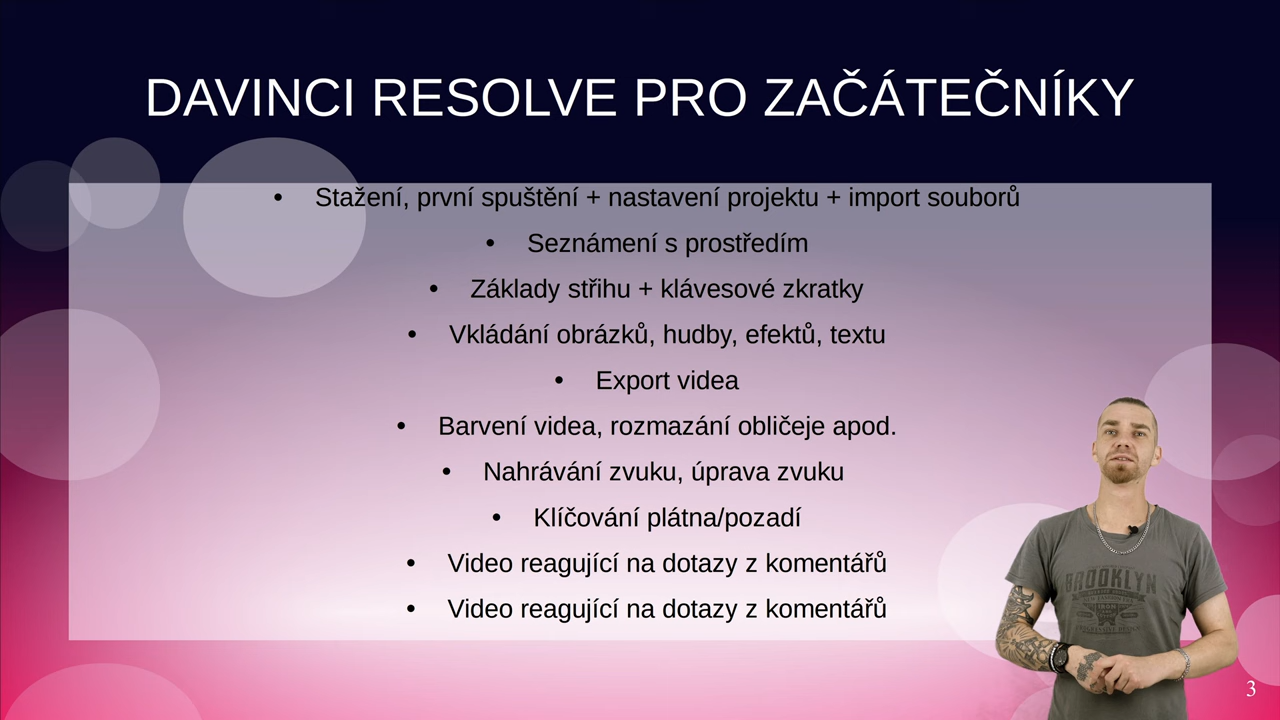 DAVINCI RESOLVE PRO ZAČÁTEČNÍKY
• Stažení, první spuštění + nastavení projektu + import souborů
• Seznámení s prostředím
• Základy střihu + klávesové zkratky
• Vkládání obrázků, hudby, efektů, textu
• Export videa
• Barvení videa, rozmazání obličeje apod.
• Nahrávání zvuku, úprava zvuku
• Klíčování plátna/pozadí
• Video reagující na dotazy z komentářů
• Video reagující na dotazy z komentářů
BROOKLYN
3